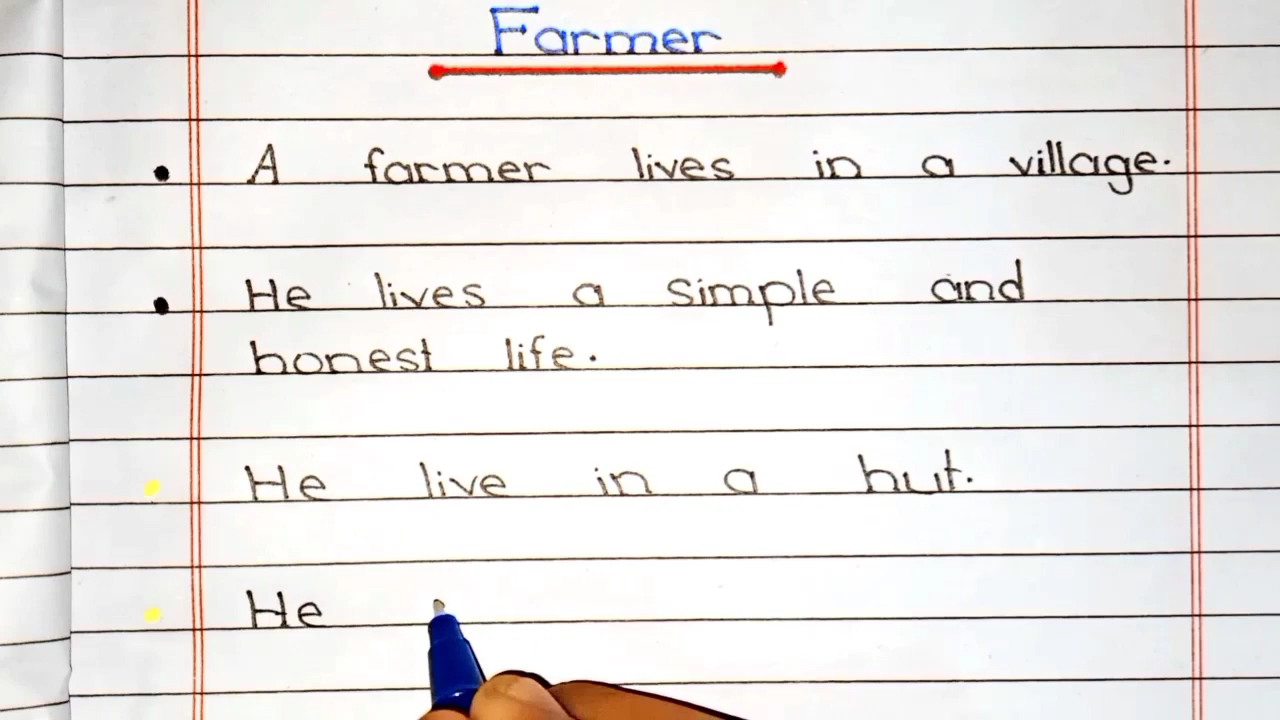 Farmer
• A farmer lives in a village.
• He lives a simple and
honest life.
• He live in a hut.
• He